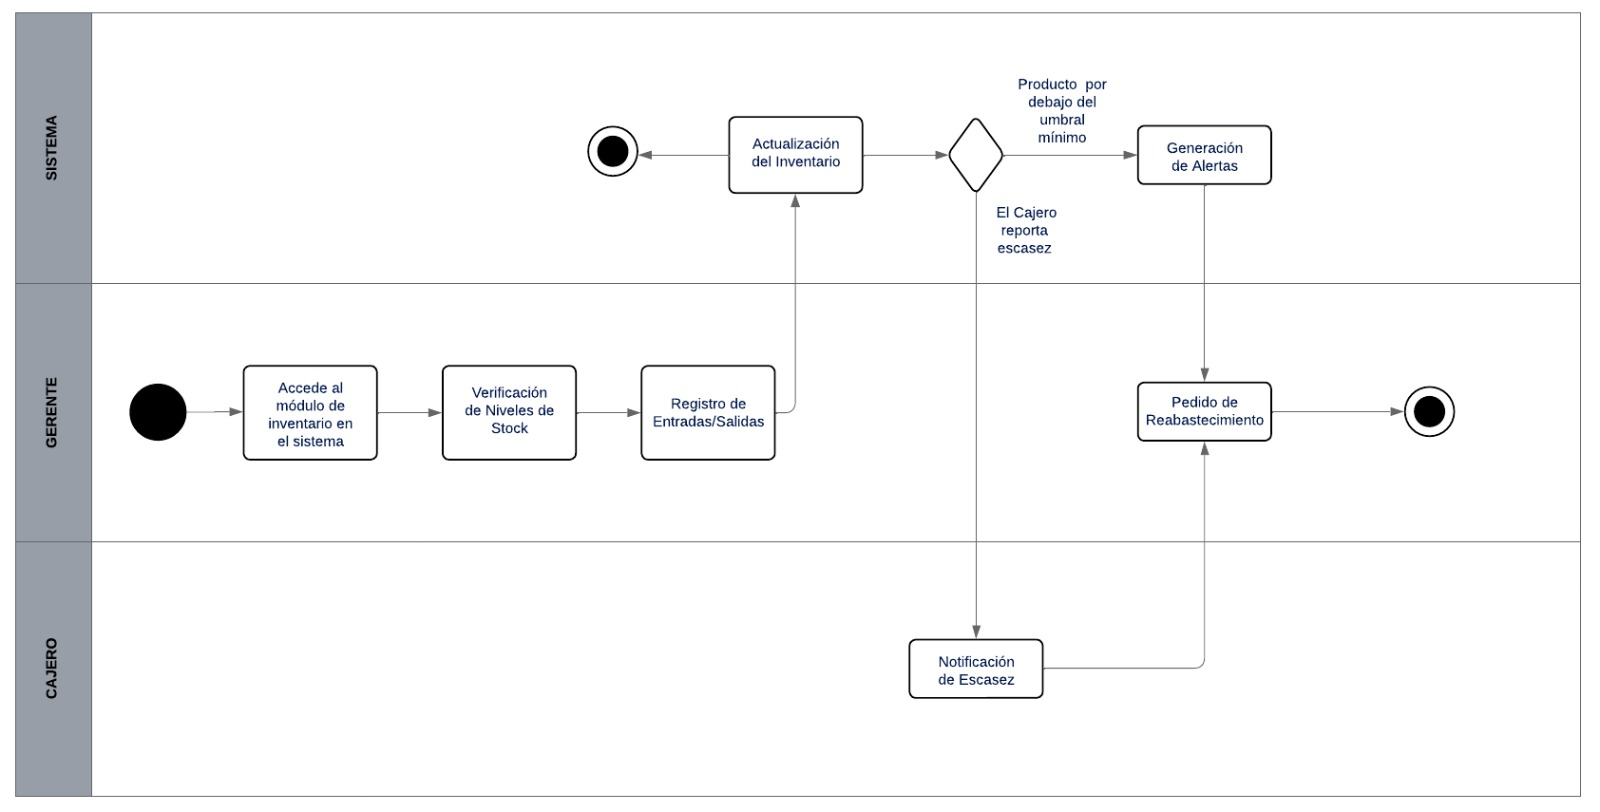 SISTEMA
Actualización
del Inventario
Producto por
debajo del
umbral
mínimo
Generación
de Alertas
El Cajero
reporta
escasez
GERENTE
Accede al
módulo de
inventario en
el sistema
Verificación
de Niveles de
Stock
Registro de
Entradas/Salidas
Pedido de
Reabastecimiento
CAJERO
Notificación
de Escasez